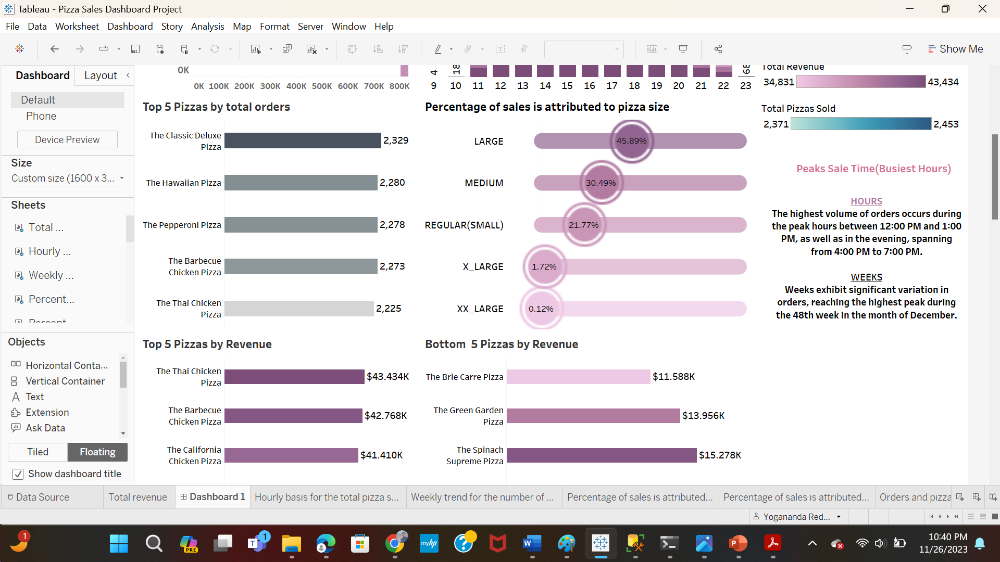 Tableau - Pizza Sales Dashboard Project
File Data Worksheet Dashboard Story Analysis Map Format Server Window Help
Show Me
Dashboard Layout
Default
Phone
Device Preview
Size
Custom size (1600 x 3...
Sheets
Total ...
Hourly ...
Weekly ...
Percent...
Percent
Objects
Horizontal Conta...
Vertical Container
Text
Extension
Ask Data
Tiled Floating
Show dashboard title
0K
0K 100K 200K 300K 400K 500K 600K 700K 800K
4 18 68
9 10 11 12 13 14 15 16 17 18 19 20 21 22 23
Top 5 Pizzas by total orders
The Classic Deluxe
Pizza
2,329
The Hawaiian Pizza 2,280
The Pepperoni Pizza 2,278
The Barbecue
Chicken Pizza
2,273
The Thai Chicken
Pizza
2,225
Percentage of sales is attributed to pizza size
LARGE 45.89%
MEDIUM 30.49%
REGULAR(SMALL) 21.77%
X_LARGE 1.72%
XX_LARGE 0.12%
Total Revenue
34,831 43,434
Total Pizzas Sold
2,371 2,453
Peaks Sale Time(Busiest Hours)
HOURS
The highest volume of orders occurs during
the peak hours between 12:00 PM and 1:00
PM, as well as in the evening, spanning
from 4:00 PM to 7:00 PM.
WEEKS
Weeks exhibit significant variation in
orders, reaching the highest peak during
the 48th week in the month of December.
Top 5 Pizzas by Revenue
The Thai Chicken
Pizza
$43.434K
The Barbecue
Chicken Pizza
$42.768K
The California
Chicken Pizza
$41.410K
Bottom  5 Pizzas by Revenue
The Brie Carre Pizza $11.588K
The Green Garden
Pizza
$13.956K
The Spinach
Supreme Pizza
$15.278K
Data Source Total revenue Dashboard 1 Hourly basis for the total pizza s... Weekly trend for the number of ... Percentage of sales is attributed... Percentage of sales is attributed... Orders and pizza
Yogananda Red...
1 PRE 1 myhp
10:40 PM
11/26/2023